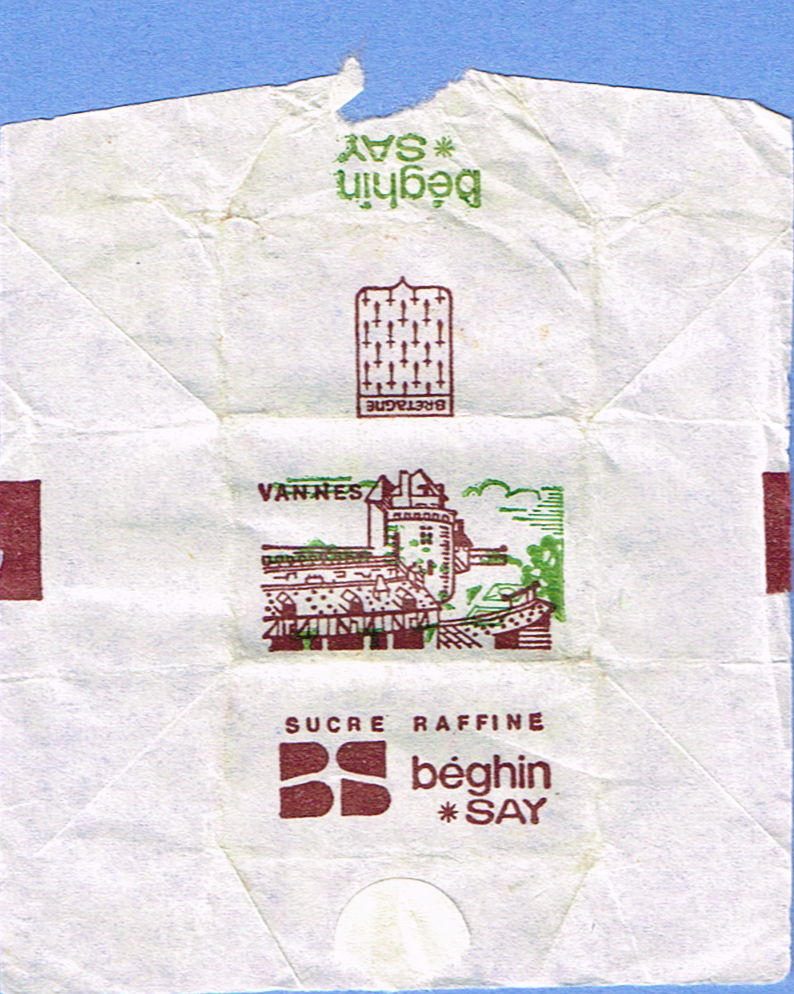 béghin
*SAY
BRETAGNE
VANNES
SUCRE RAFFINE
BS béghin
*SAY